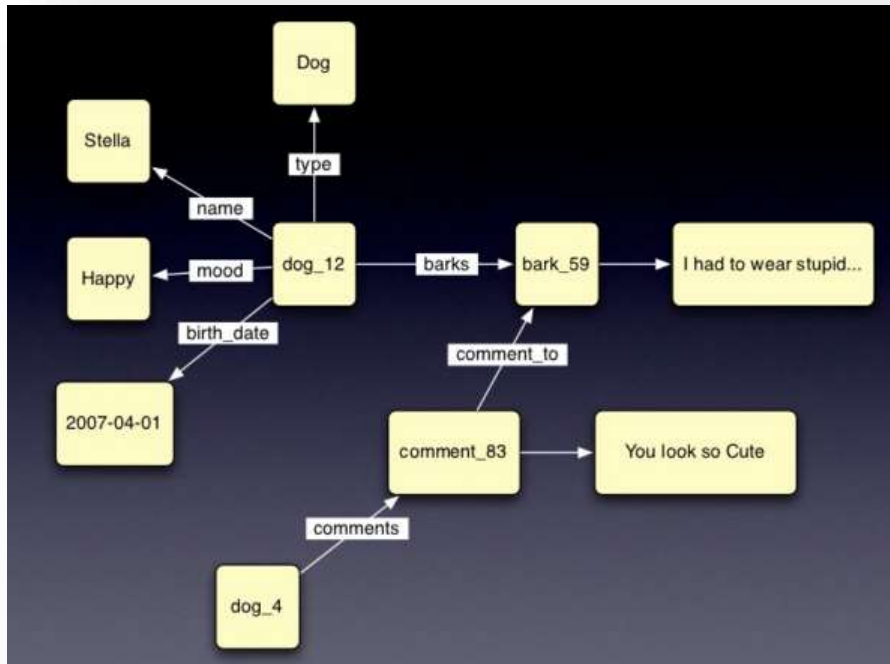 Dog
Stella
type
name
dog_12
barks
bark_59
I had to wear stupid...
Happy
mood
birth_date
comment_to
2007-04-01
comment_83
You look so Cute
comments
dog_4